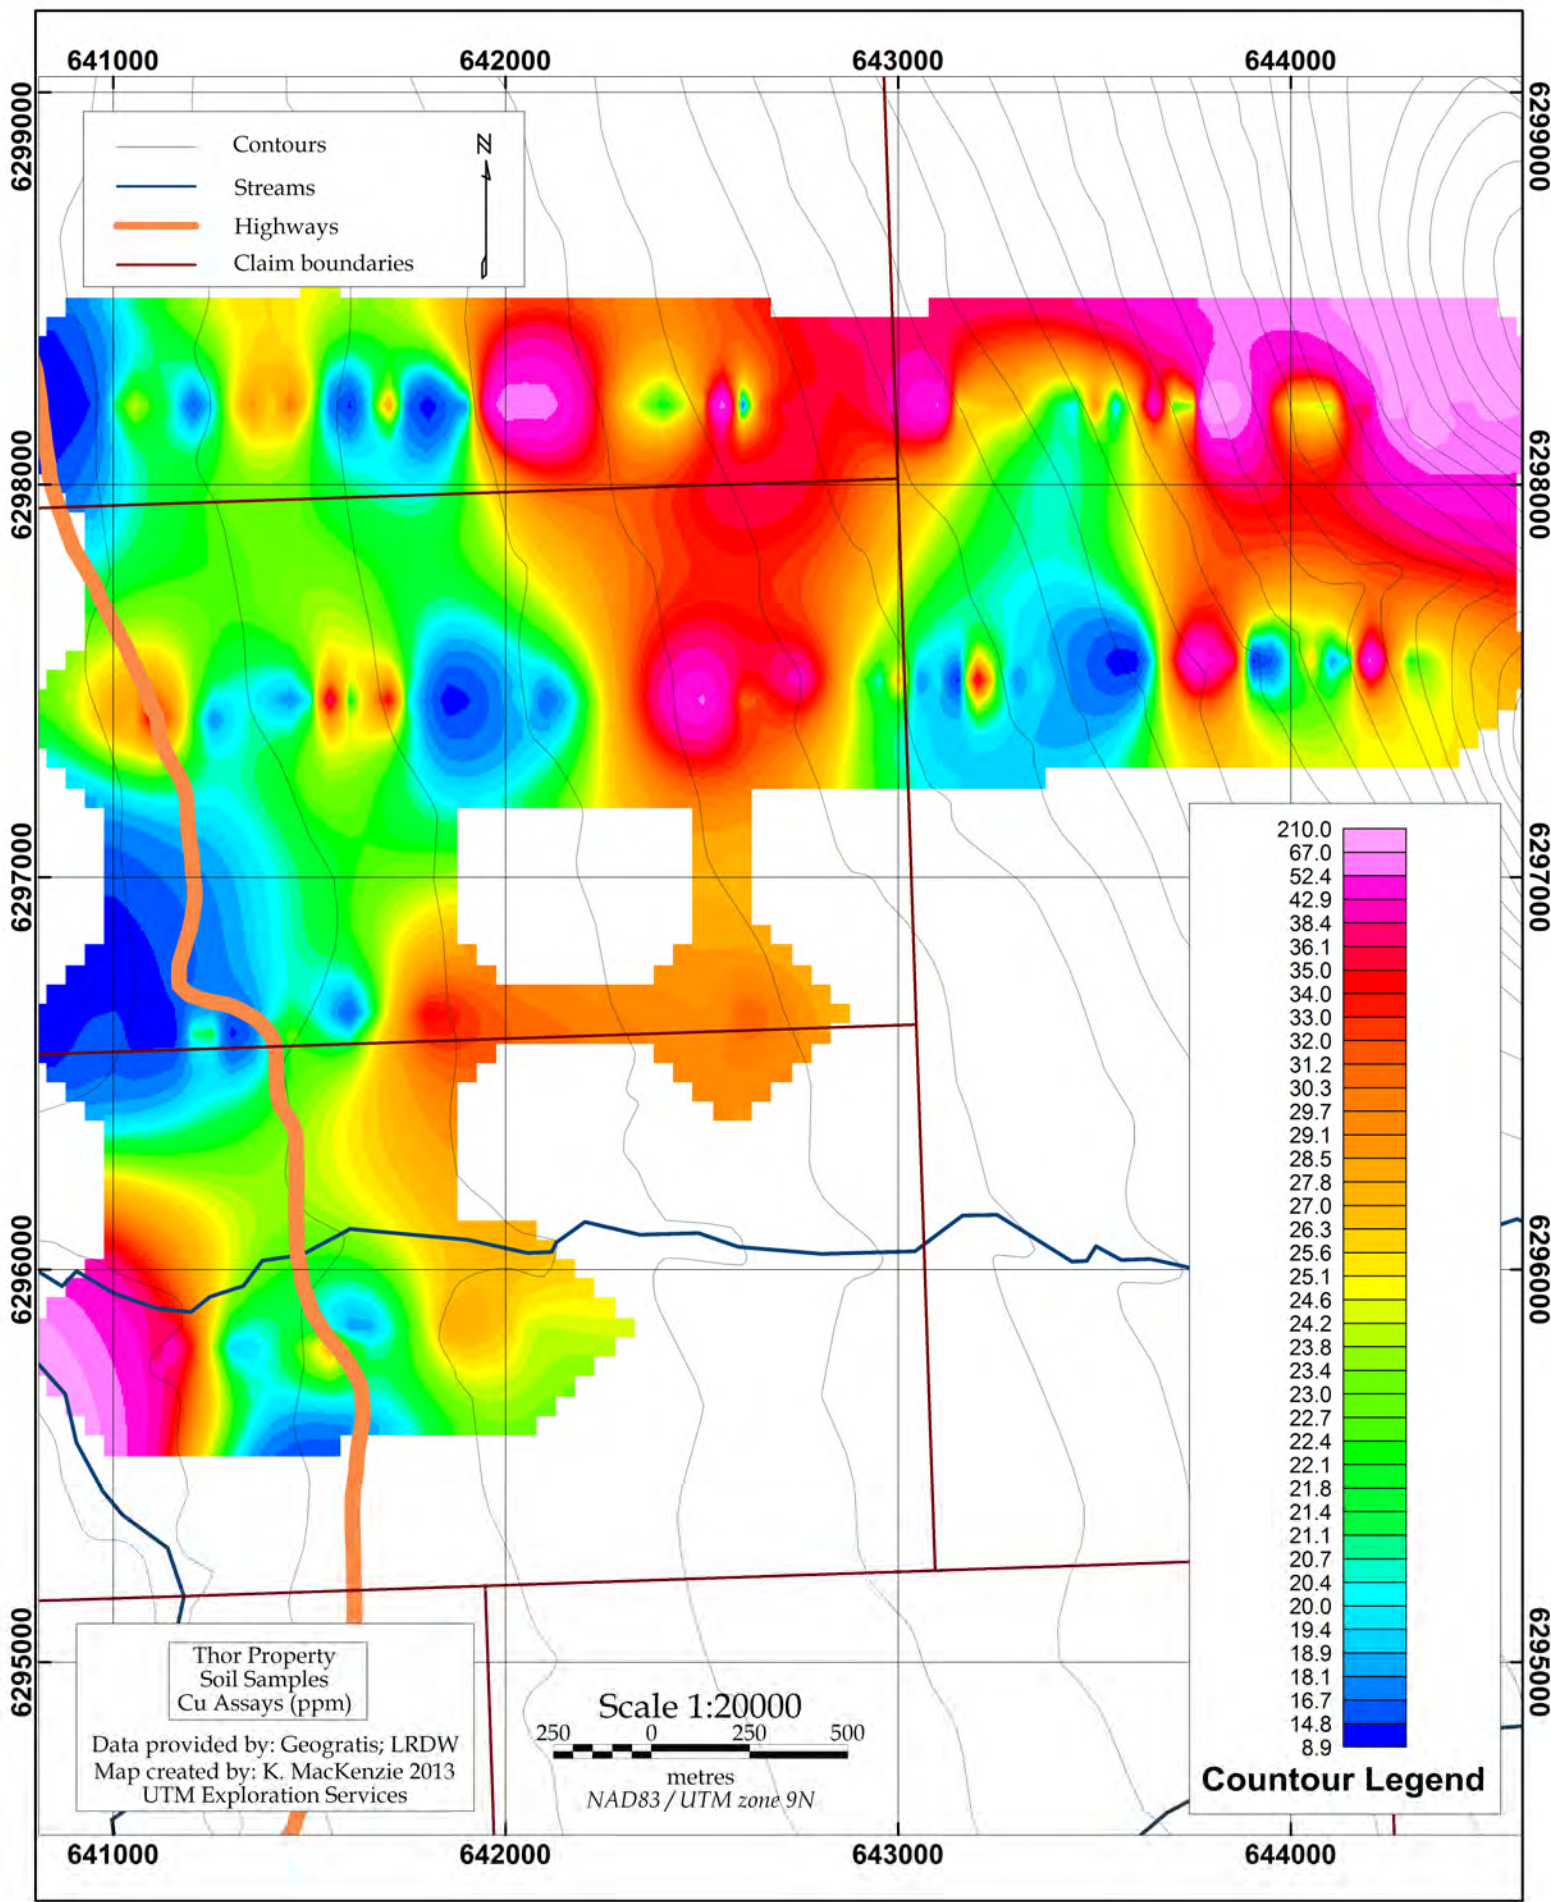 641000 642000 643000 644000
6299000 6299000
Contours
N
Streams
Highways
Claim boundaries
6298000 6298000
6297000 6297000
210.0
67.0
52.4
42.9
38.4
36.1
35.0
34.0
33.0
32.0
31.2
30.3
29.7
29.1
28.5
27.8
27.0
26.3
25.6
25.1
24.6
24.2
23.8
23.4
23.0
22.7
22.4
22.1
21.8
21.4
21.1
20.7
20.4
20.0
19.4
18.9
18.1
16.7
14.8
8.9
Countour Legend
6296000 6296000
6295000 6295000
Thor Property
Soil Samples
Cu Assays (ppm)
Data provided by: Geogratis; LRDW
Map created by: K. MacKenzie 2013
UTM Exploration Services
Scale 1:20000
250 0 250 500
metres
NAD83 / UTM zone 9N
641000 642000 643000 644000